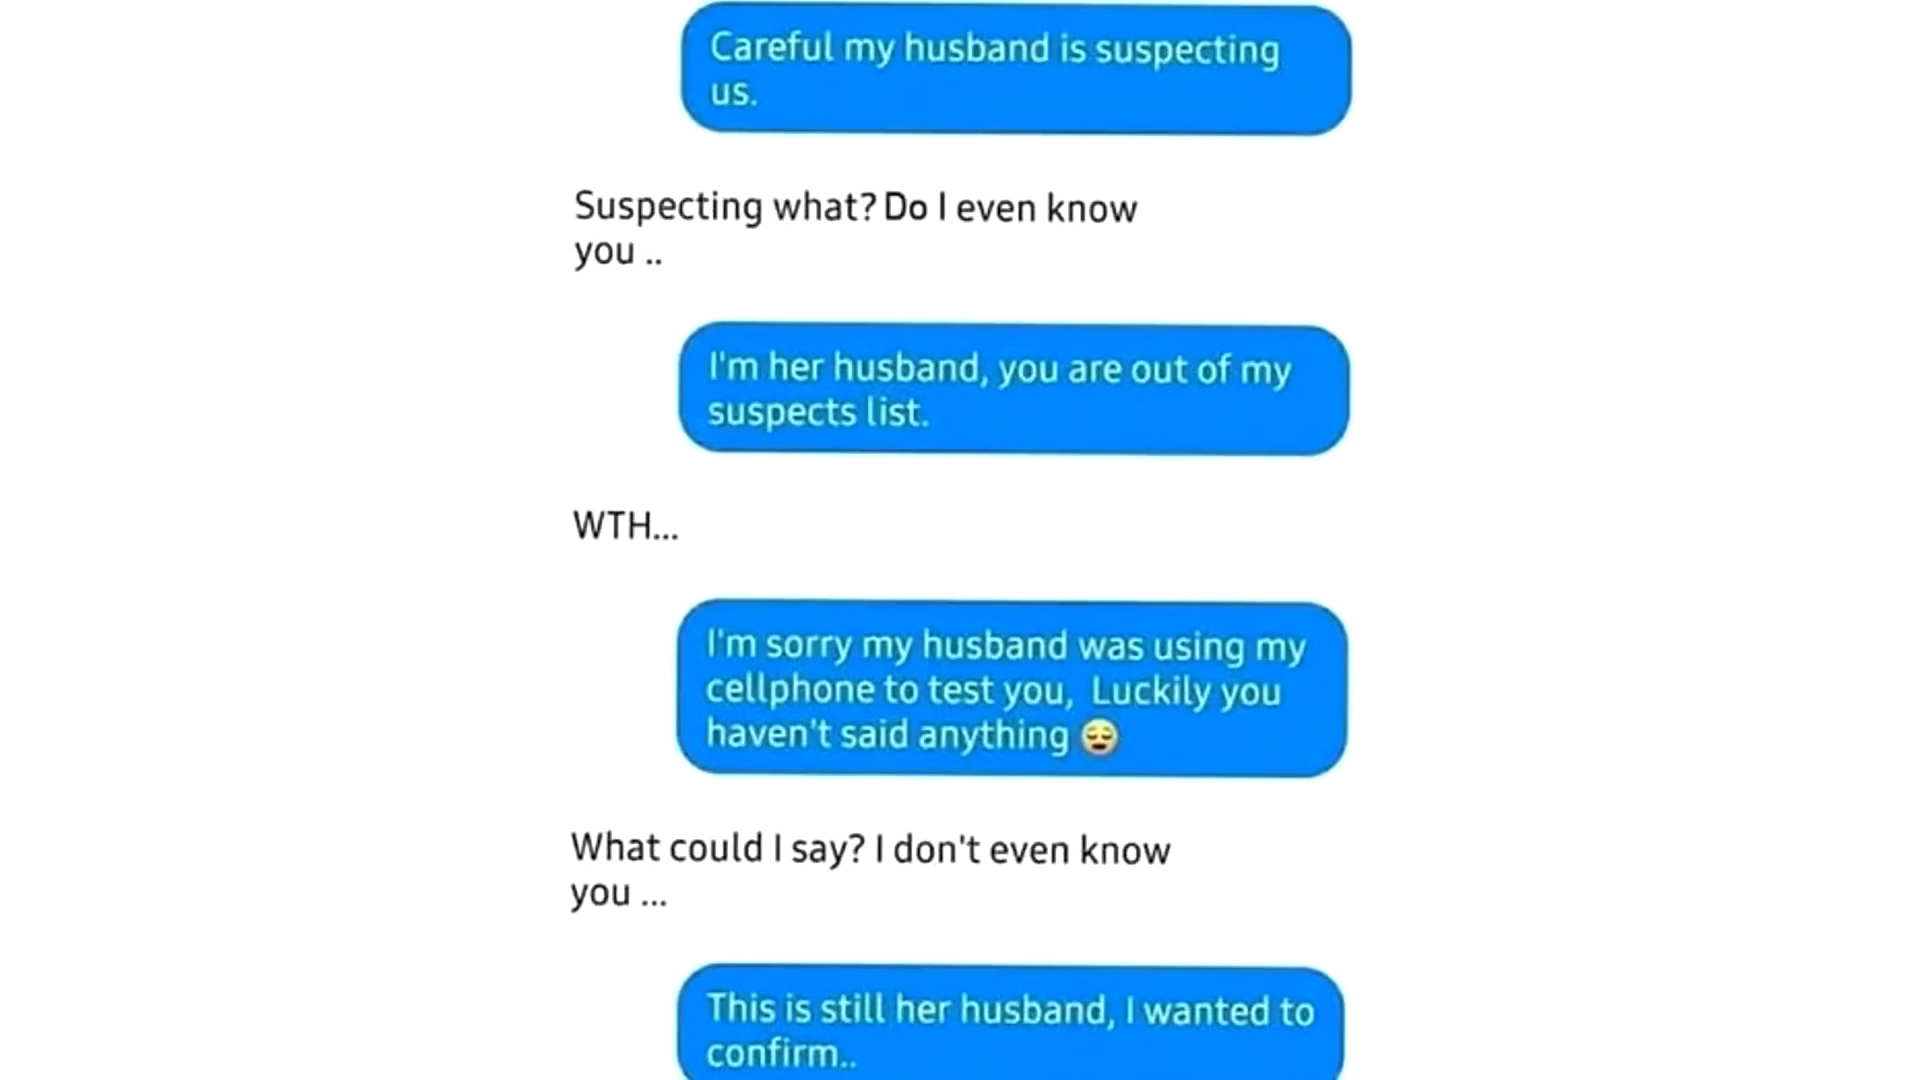 Careful my husband is suspecting
us.
Suspecting what? Do I even know
you ..
I'm her husband, you are out of my
suspects list.
WTH...
I'm sorry my husband was using my
cellphone to test you,  Luckily you
haven't said anything 😌
What could I say? I don't even know
you ...
This is still her husband, I wanted to
confirm..